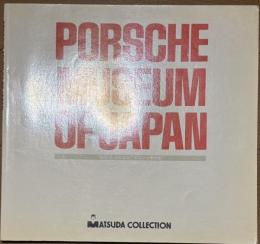 PORSCHE
MUSEUM
OF JAPAN
MATSUDA COLLECTION